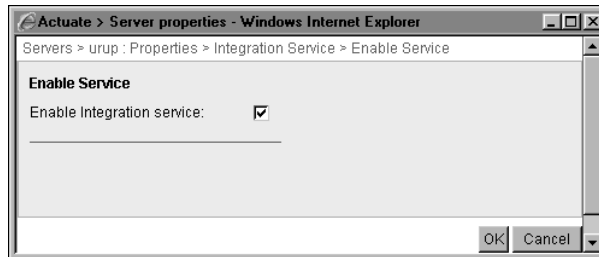 Actuate > Server properties - Windows Internet Explorer
Servers > urup : Properties > Integration Service > Enable Service
Enable Service
Enable Integration service:
OK Cancel